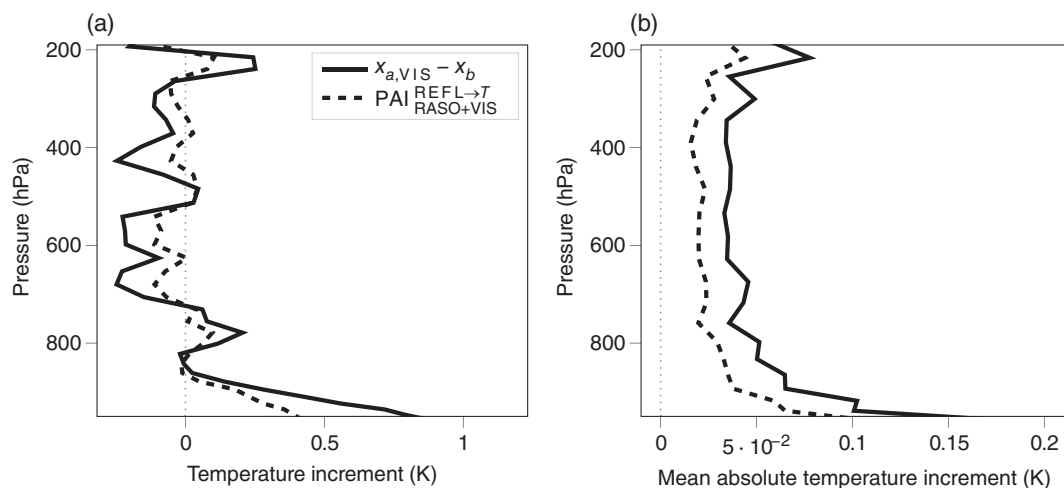 (a)
200
400
600
800
Pressure (hPa)
x_{a,VIS} – x_b
PAI^{REFL→T}_{RASO+VIS}
0
0.5
1
Temperature increment (K)
(b)
200
400
600
800
Pressure (hPa)
0
5 · 10^{−2}
0.1
0.15
0.2
Mean absolute temperature increment (K)